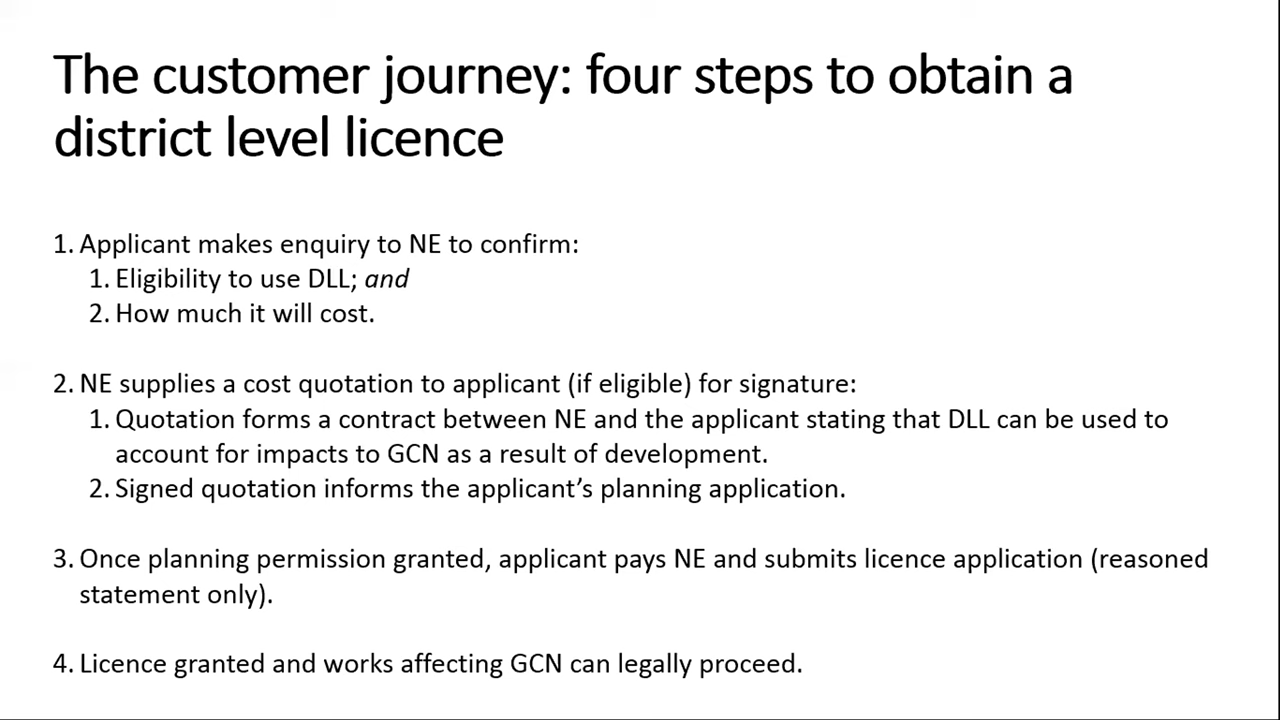 The customer journey: four steps to obtain a
district level licence
1. Applicant makes enquiry to NE to confirm:
1. Eligibility to use DLL; and
2. How much it will cost.
2. NE supplies a cost quotation to applicant (if eligible) for signature:
1. Quotation forms a contract between NE and the applicant stating that DLL can be used to
account for impacts to GCN as a result of development.
2. Signed quotation informs the applicant’s planning application.
3. Once planning permission granted, applicant pays NE and submits licence application (reasoned
statement only).
4. Licence granted and works affecting GCN can legally proceed.